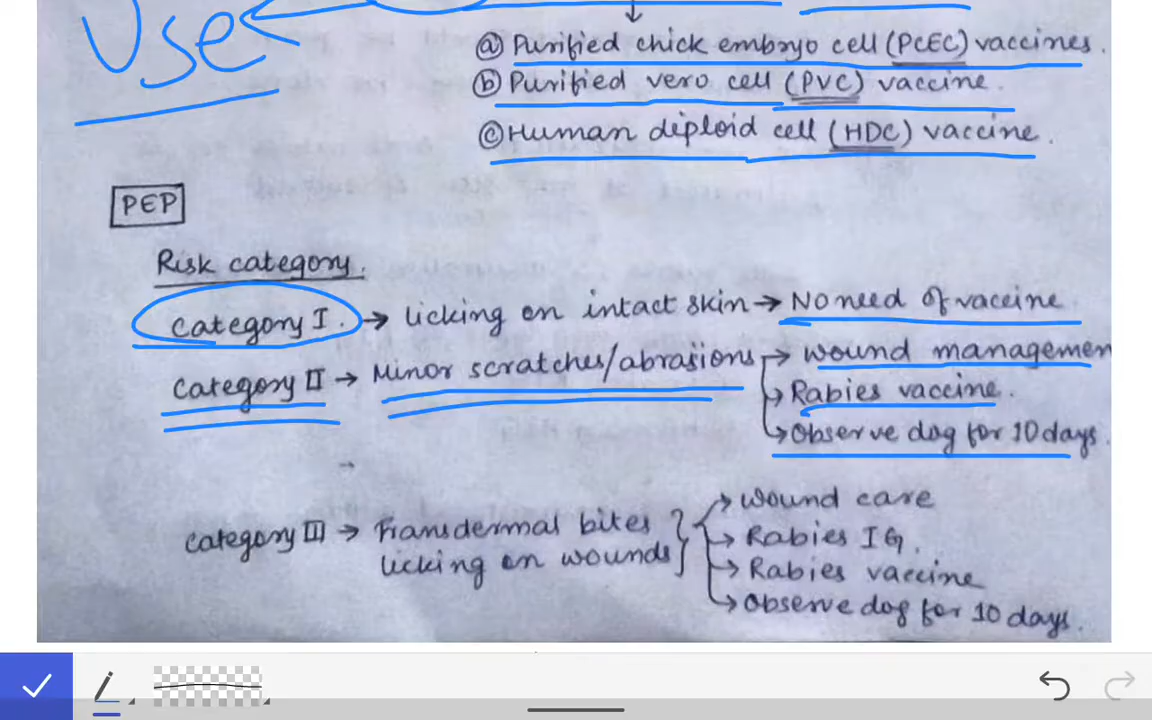 Use
ⓐ Purified chick embryo cell (PCEC) vaccines.
ⓑ Purified vero cell (PVC) vaccine
ⓒ Human diploid cell (HDC) vaccine.
PEP
Risk category.
Category I. → licking on intact skin → No need of vaccine
Category II → Minor scratches/abrasions → wound managemen
→ Rabies vaccine.
→ Observe dog for 10 days.
Category III → Transdermal bites
licking on wounds
→ wound care
→ Rabies IG.
→ Rabies vaccine
→ Observe dog for 10 days.